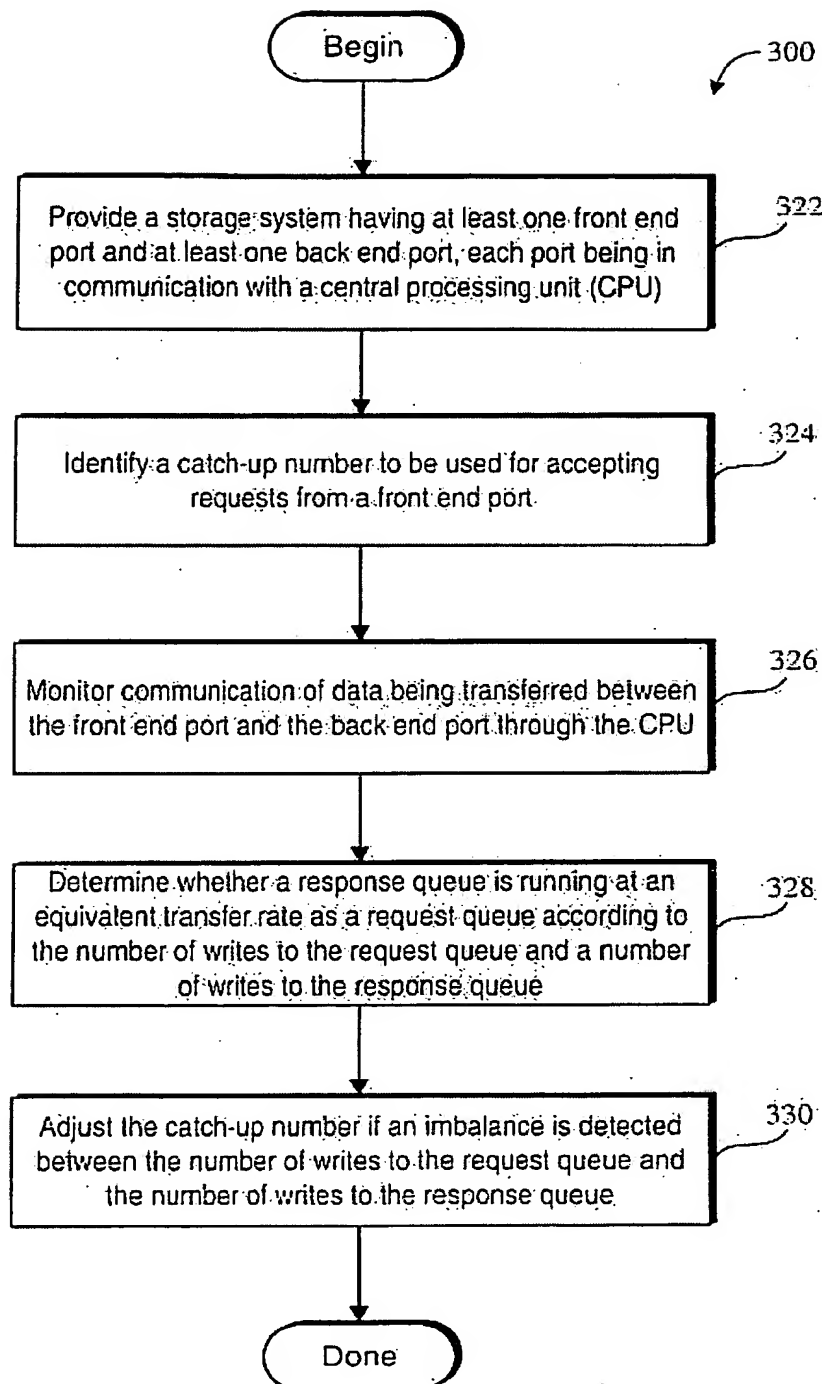 Begin
300
Provide a storage system having at least one front end
port and at least one back end port, each port being in
communication with a central processing unit (CPU)
322
Identify a catch-up number to be used for accepting
requests from a front end port.
324
Monitor communication of data being transferred between
the front end port and the back end port through the CPU
326
Determine whether a response queue is running at an
equivalent transfer rate as a request queue according to
the number of writes to the request queue and a number
of writes to the response queue
328
Adjust the catch-up number if an imbalance is detected
between the number of writes to the request queue and
the number of writes to the response queue.
330
Done